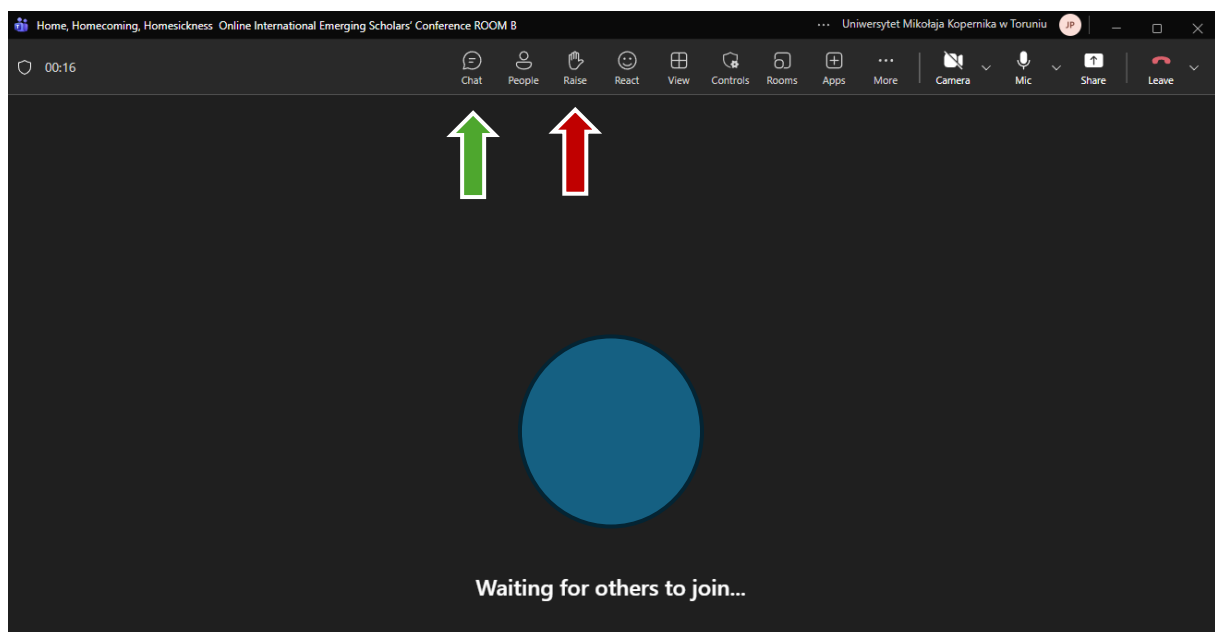 Home, Homecoming, Homesickness Online International Emerging Scholars' Conference ROOM B
Uniwersytet Mikołaja Kopernika w Toruniu
JP
00:16
Chat People Raise React View Controls Rooms Apps More Camera Mic Share Leave
Waiting for others to join...